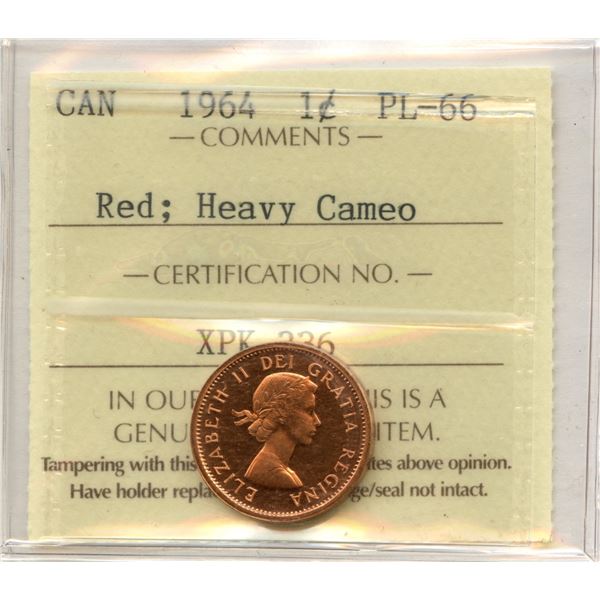 CAN 1964 1¢ PL-66
— COMMENTS —
Red; Heavy Cameo
— CERTIFICATION NO. —
XPK 336
IN OU IS IS A
GENU ITEM.
Tampering with this tes above opinion.
Have holder repla ge/seal not intact.
ELIZABETH II DEI GRATIA REGINA